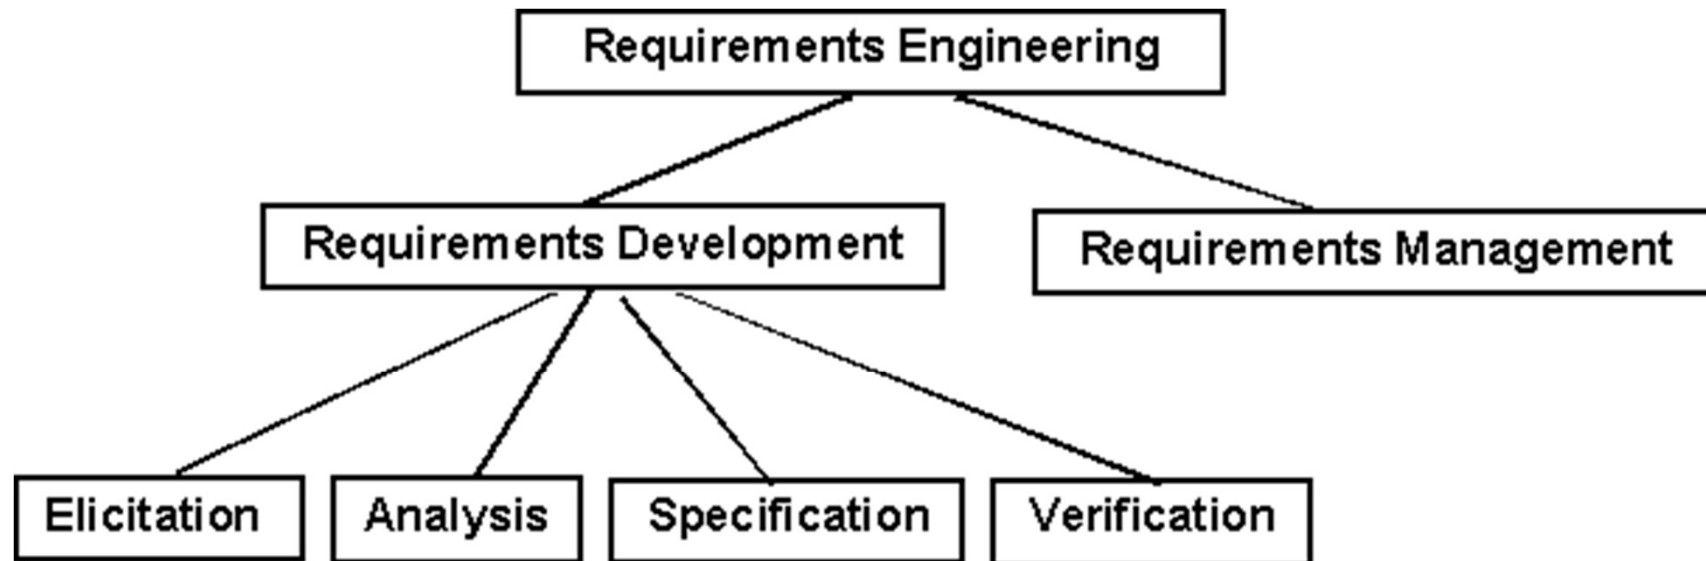 Requirements Engineering
Requirements Development
Requirements Management
Elicitation
Analysis
Specification
Verification